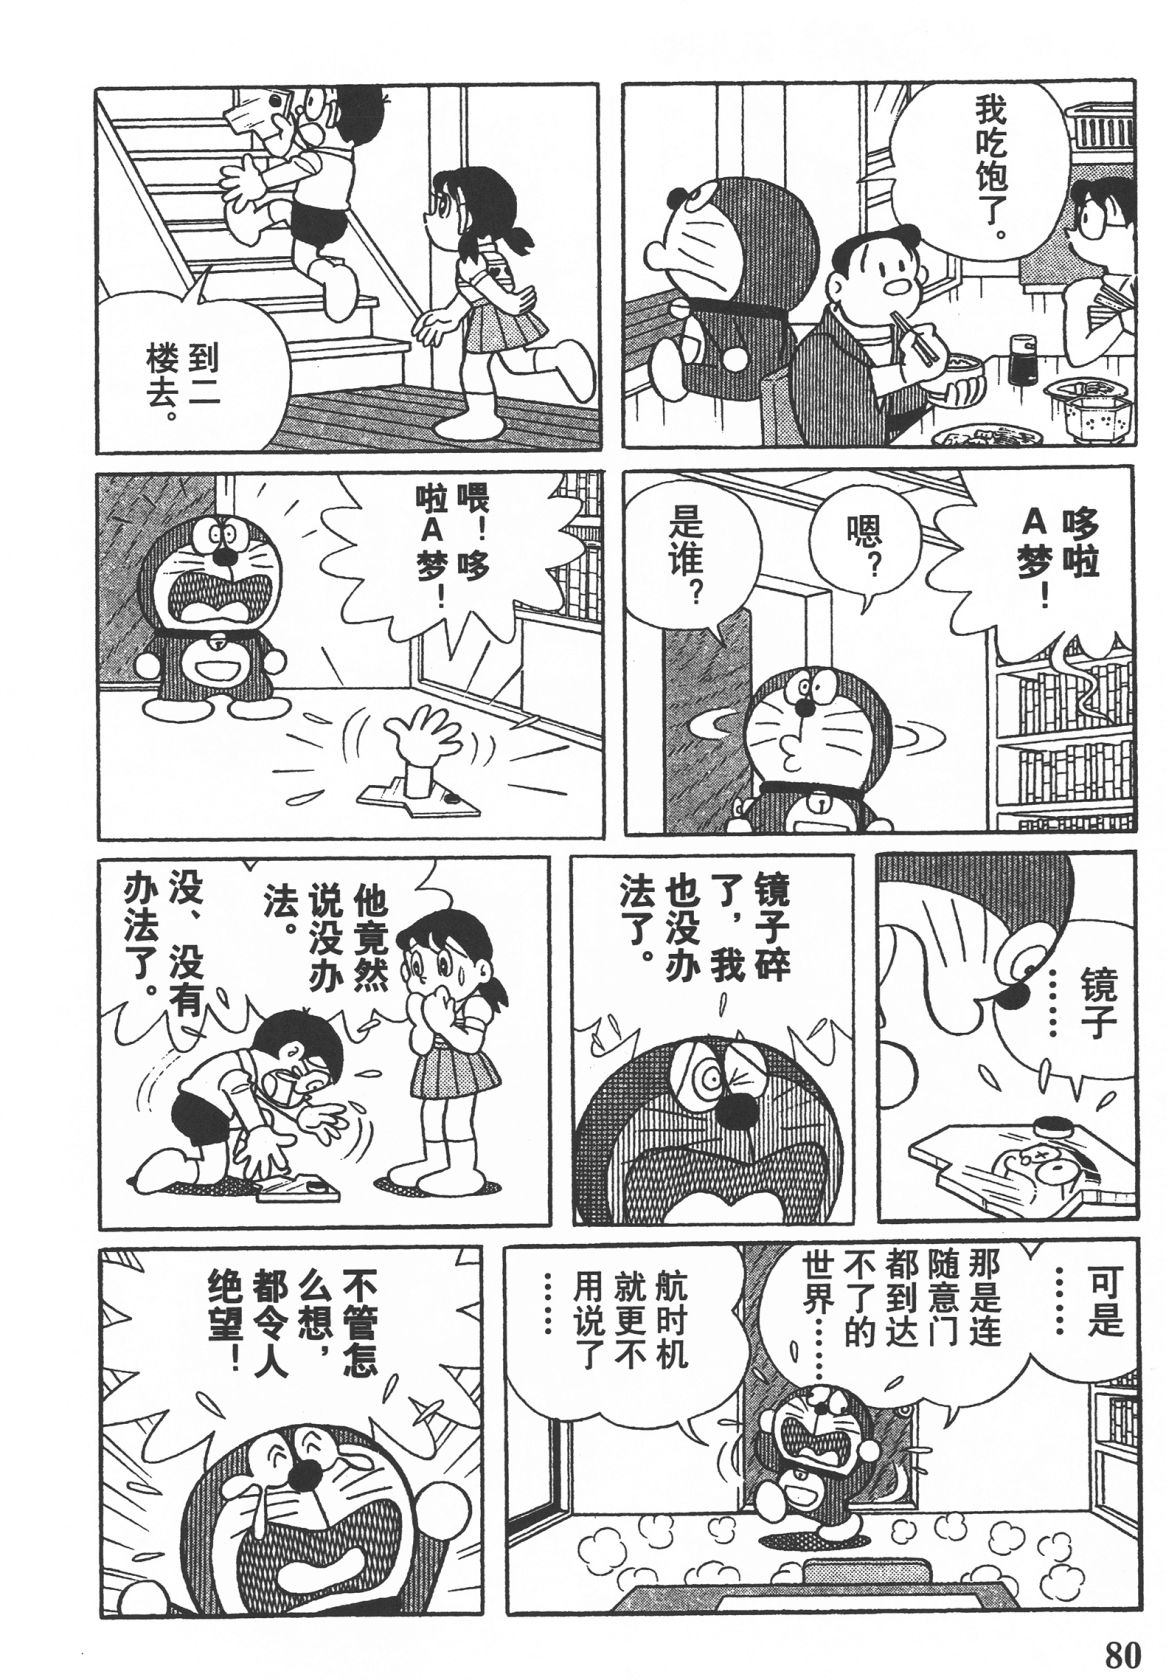 我吃饱了。
到二
楼去。
哆啦
A梦！
嗯？
是谁？
喂！哆
啦A梦！
镜子
……
镜子碎
了，我
也没办
法了。
他竟然
说没办
法。
没、没有
办法了。
可是
……
那是连
随意门
都到达
不了的
世界……
航时机
就更不
用说了
……
不管怎
么想，
都令人
绝望！
80